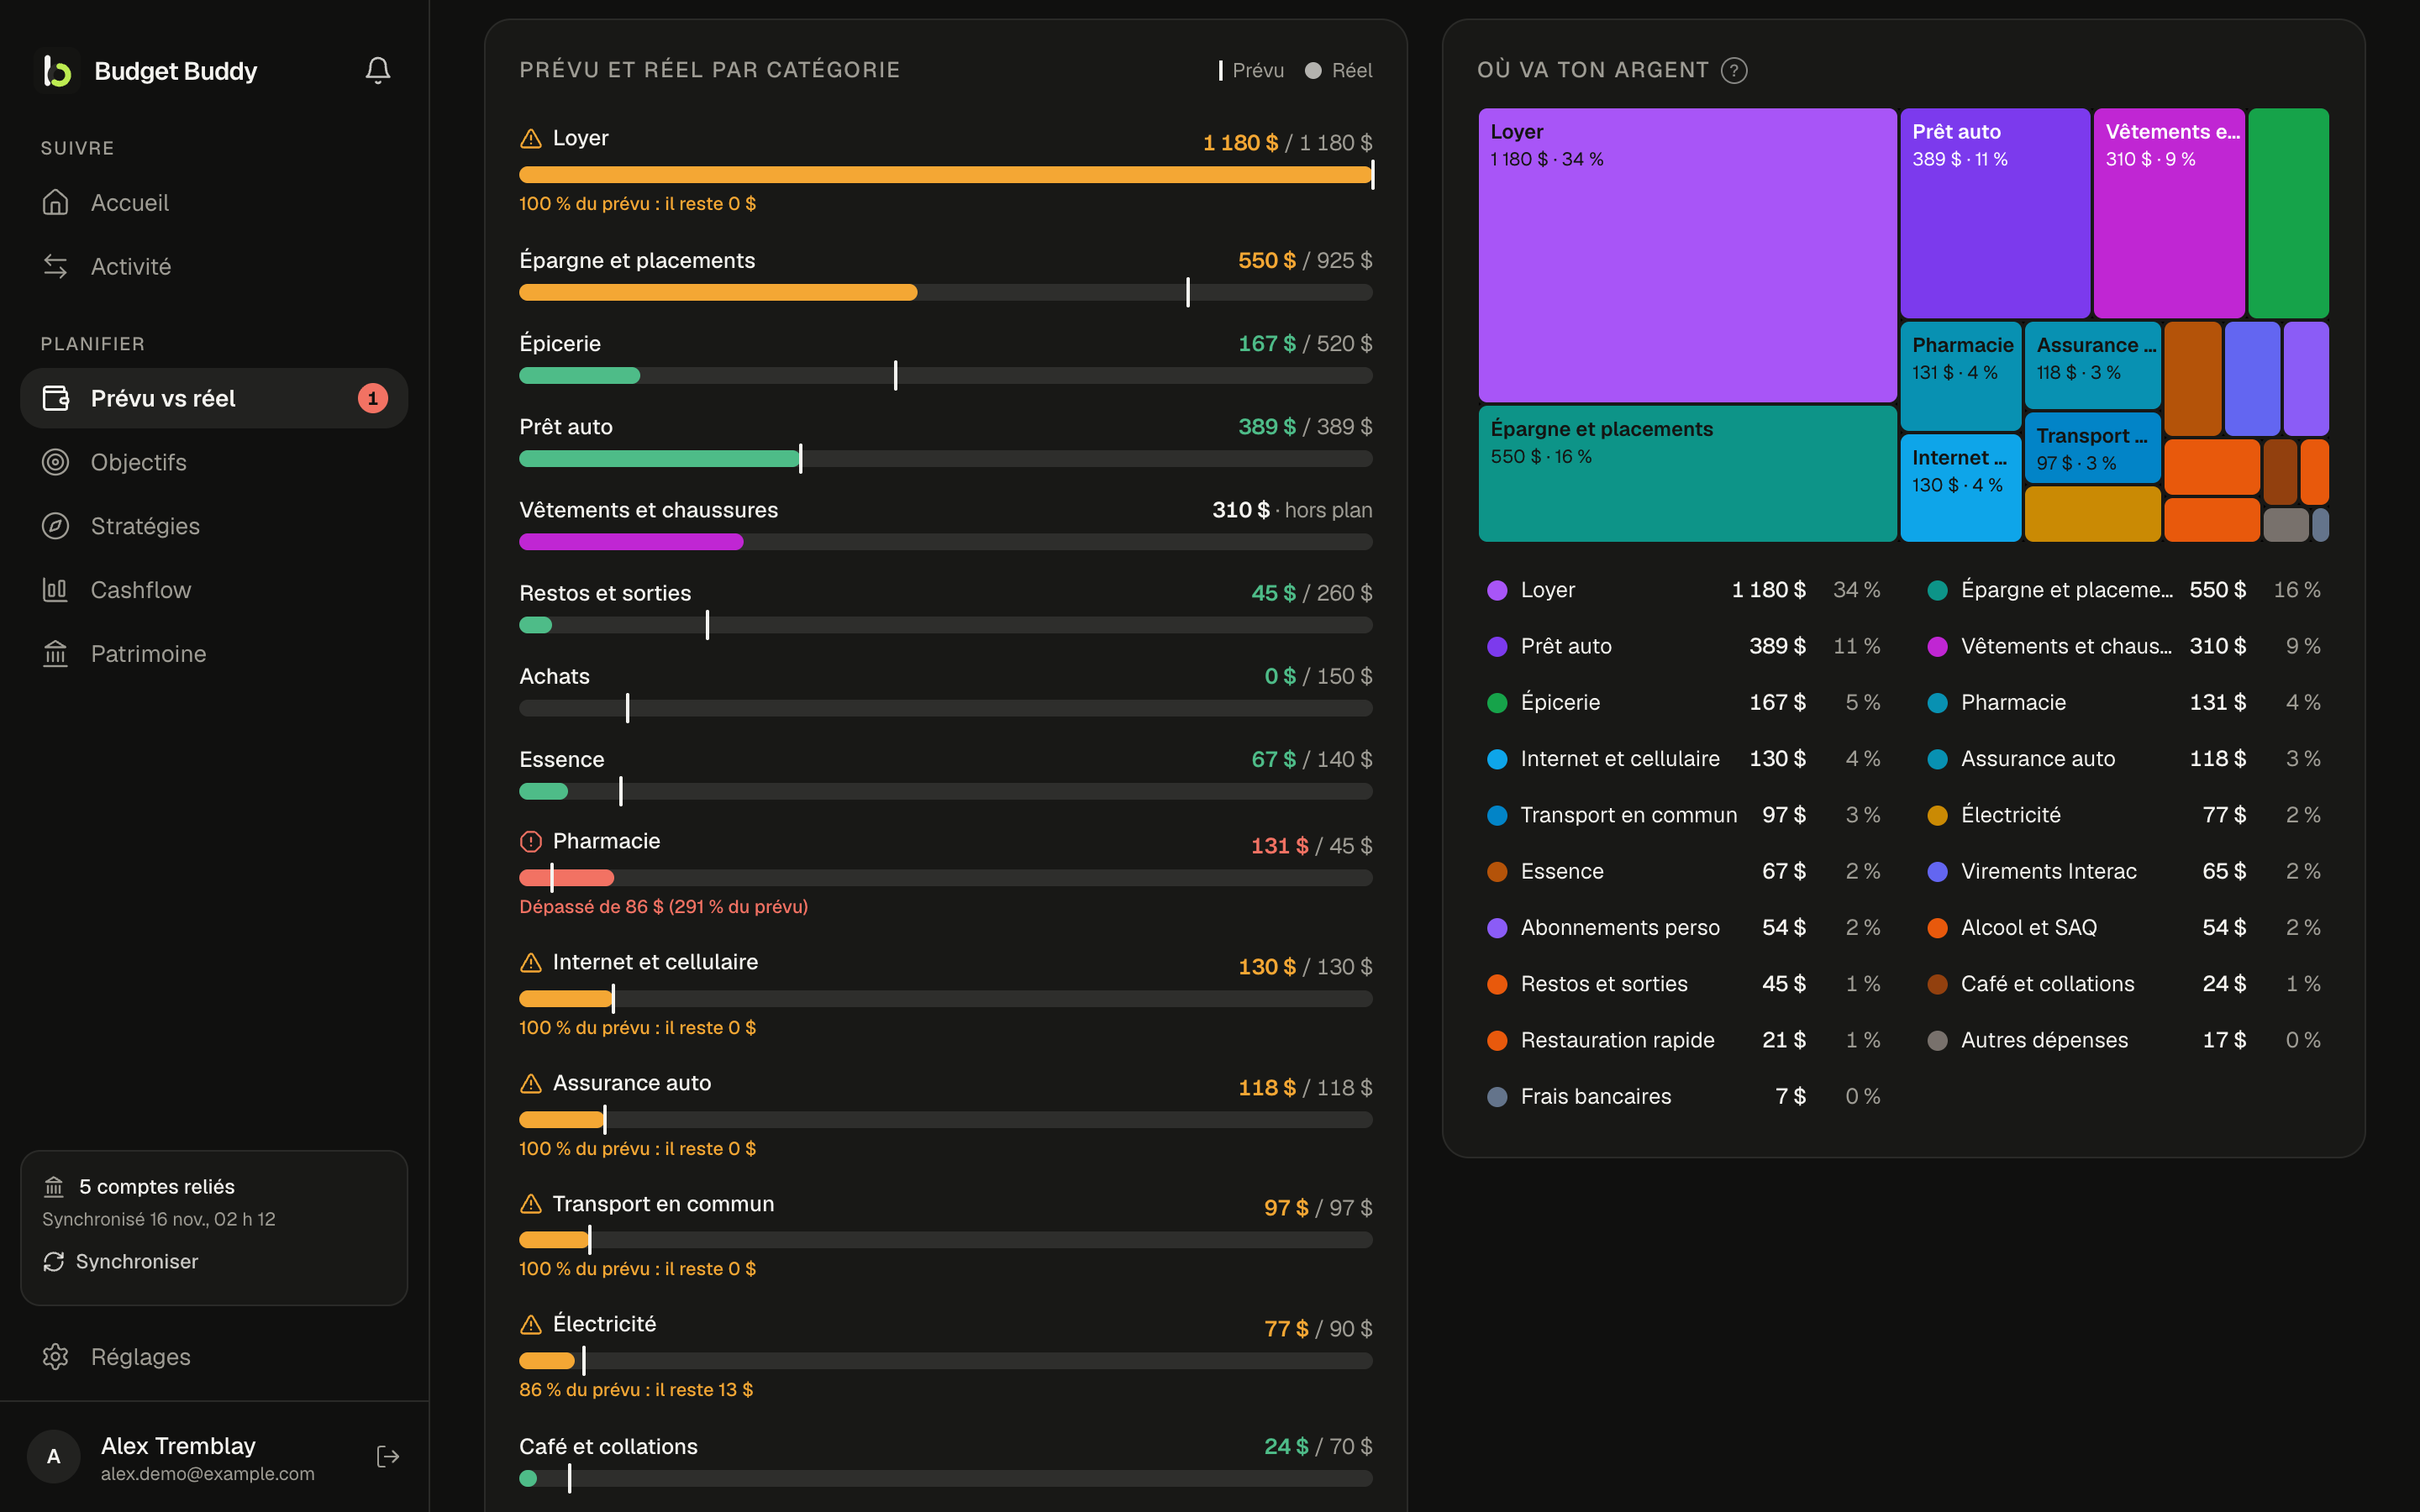 Budget Buddy
SUIVRE
Accueil
Activité
PLANIFIER
Prévu vs réel
1
Objectifs
Stratégies
Cashflow
Patrimoine
5 comptes reliés
Synchronisé 16 nov., 02 h 12
Synchroniser
Réglages
A
Alex Tremblay
alex.demo@example.com
PRÉVU ET RÉEL PAR CATÉGORIE
Prévu
Réel
Loyer
1 180 $ / 1 180 $
100 % du prévu : il reste 0 $
Épargne et placements
550 $ / 925 $
Épicerie
167 $ / 520 $
Prêt auto
389 $ / 389 $
Vêtements et chaussures
310 $ · hors plan
Restos et sorties
45 $ / 260 $
Achats
0 $ / 150 $
Essence
67 $ / 140 $
Pharmacie
131 $ / 45 $
Dépassé de 86 $ (291 % du prévu)
Internet et cellulaire
130 $ / 130 $
100 % du prévu : il reste 0 $
Assurance auto
118 $ / 118 $
100 % du prévu : il reste 0 $
Transport en commun
97 $ / 97 $
100 % du prévu : il reste 0 $
Électricité
77 $ / 90 $
86 % du prévu : il reste 13 $
Café et collations
24 $ / 70 $
OÙ VA TON ARGENT ?
Loyer
1 180 $ · 34 %
Prêt auto
389 $ · 11 %
Vêtements e...
310 $ · 9 %
Épargne et placements
550 $ · 16 %
Pharmacie
131 $ · 4 %
Assurance ...
118 $ · 3 %
Internet ...
130 $ · 4 %
Transport ...
97 $ · 3 %
Loyer 1 180 $ 34 %
Épargne et placeme... 550 $ 16 %
Prêt auto 389 $ 11 %
Vêtements et chaus... 310 $ 9 %
Épicerie 167 $ 5 %
Pharmacie 131 $ 4 %
Internet et cellulaire 130 $ 4 %
Assurance auto 118 $ 3 %
Transport en commun 97 $ 3 %
Électricité 77 $ 2 %
Essence 67 $ 2 %
Virements Interac 65 $ 2 %
Abonnements perso 54 $ 2 %
Alcool et SAQ 54 $ 2 %
Restos et sorties 45 $ 1 %
Café et collations 24 $ 1 %
Restauration rapide 21 $ 1 %
Autres dépenses 17 $ 0 %
Frais bancaires 7 $ 0 %